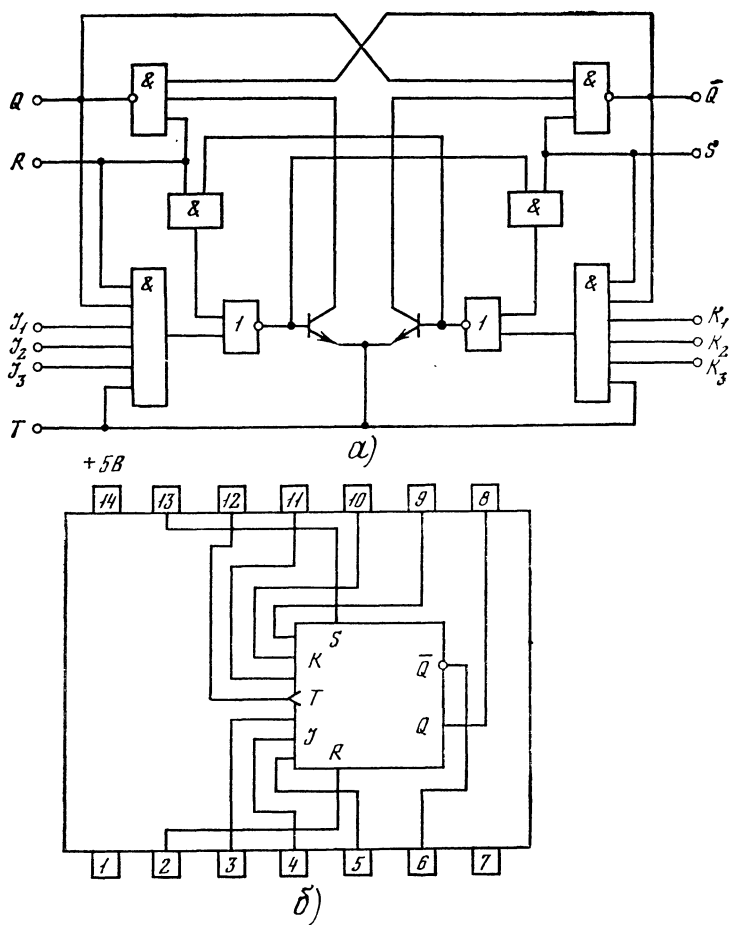 & &
Q Q̄
R S
& &
& &
J₁ 1 1 K₁
J₂ K₂
J₃ K₃
T
а)
+5В
14 13 12 11 10 9 8
S
K Q̄
T
J Q
R
1 2 3 4 5 6 7
б)